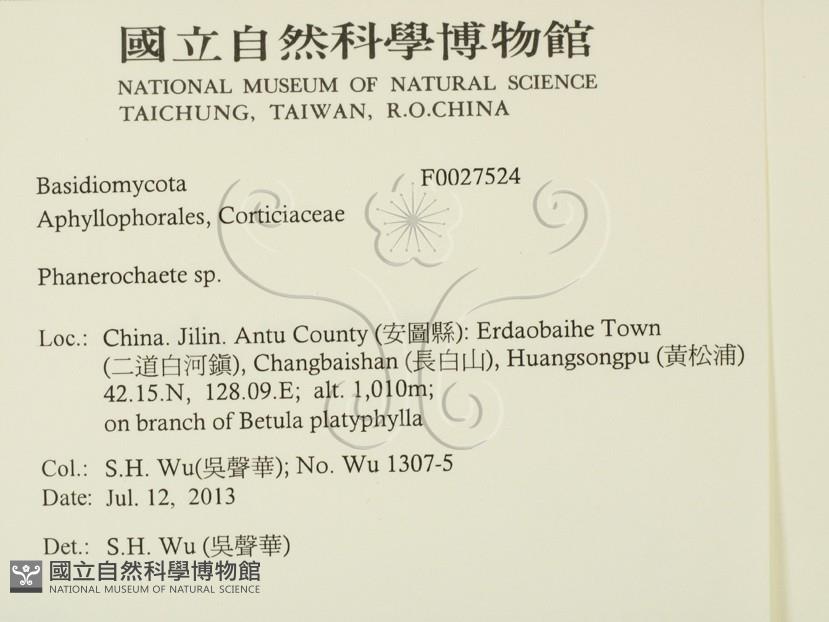 國立自然科學博物館
NATIONAL MUSEUM OF NATURAL SCIENCE
TAICHUNG, TAIWAN, R.O.CHINA
Basidiomycota F0027524
Aphyllophorales, Corticiaceae
Phanerochaete sp.
Loc.: China. Jilin. Antu County (安圖縣): Erdaobaihe Town
(二道白河鎭), Changbaishan (長白山), Huangsongpu (黃松浦)
42.15.N, 128.09.E; alt. 1,010m;
on branch of Betula platyphylla
Col.: S.H. Wu(吳聲華); No. Wu 1307-5
Date: Jul. 12, 2013
Det.: S.H. Wu (吳聲華)
國立自然科學博物館
NATIONAL MUSEUM OF NATURAL SCIENCE